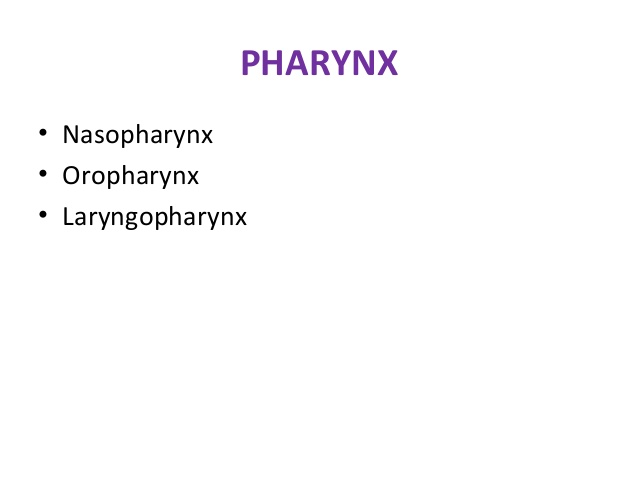 PHARYNX
• Nasopharynx
• Oropharynx
• Laryngopharynx